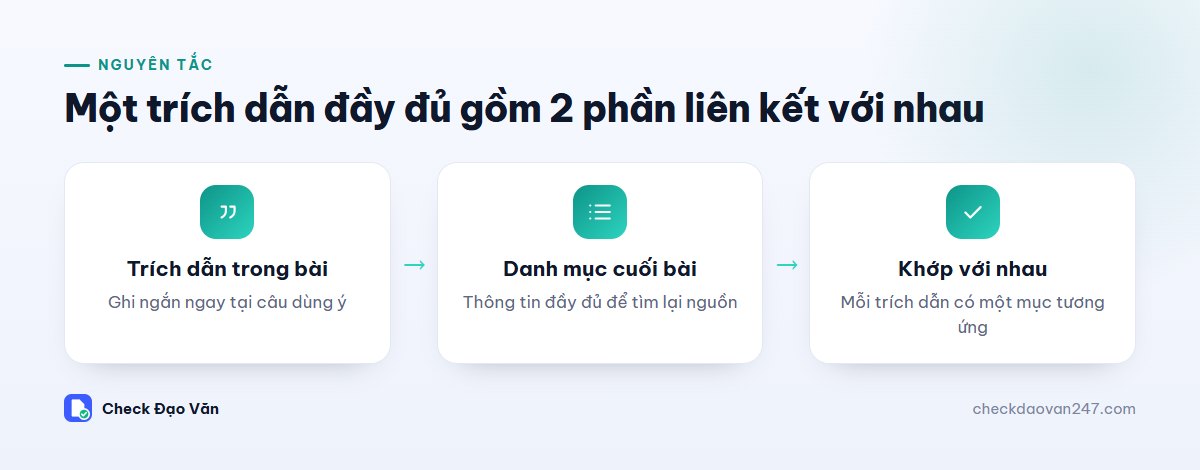 NGUYÊN TẮC
Một trích dẫn đầy đủ gồm 2 phần liên kết với nhau
Trích dẫn trong bài
Ghi ngắn ngay tại câu dùng ý
→
Danh mục cuối bài
Thông tin đầy đủ để tìm lại nguồn
→
Khớp với nhau
Mỗi trích dẫn có một mục tương
ứng
Check Đạo Văn
checkdaovan247.com